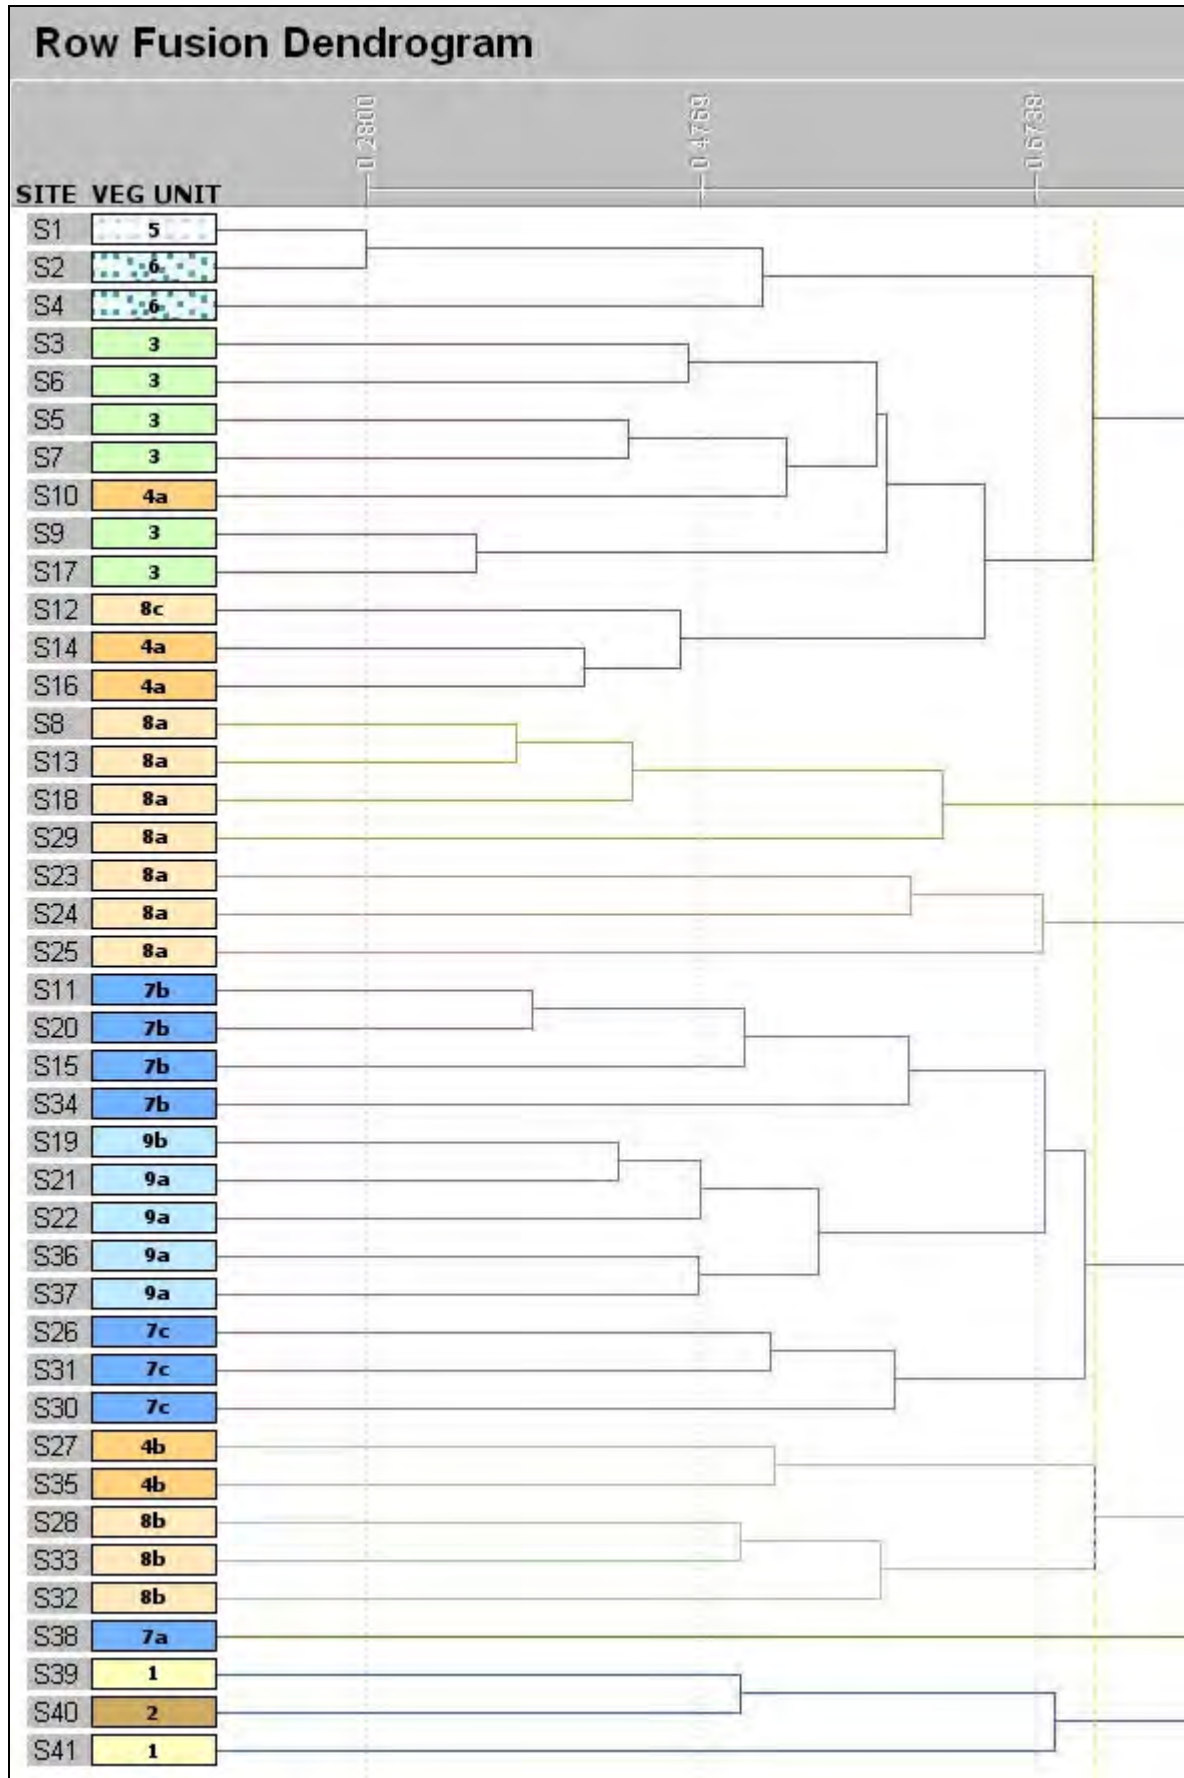 Row Fusion Dendrogram
0.2800 0.4769 0.6738
SITE VEG UNIT
S1 5
S2 6
S4 6
S3 3
S6 3
S5 3
S7 3
S10 4a
S9 3
S17 3
S12 8c
S14 4a
S16 4a
S8 8a
S13 8a
S18 8a
S29 8a
S23 8a
S24 8a
S25 8a
S11 7b
S20 7b
S15 7b
S34 7b
S19 9b
S21 9a
S22 9a
S36 9a
S37 9a
S26 7c
S31 7c
S30 7c
S27 4b
S35 4b
S28 8b
S33 8b
S32 8b
S38 7a
S39 1
S40 2
S41 1